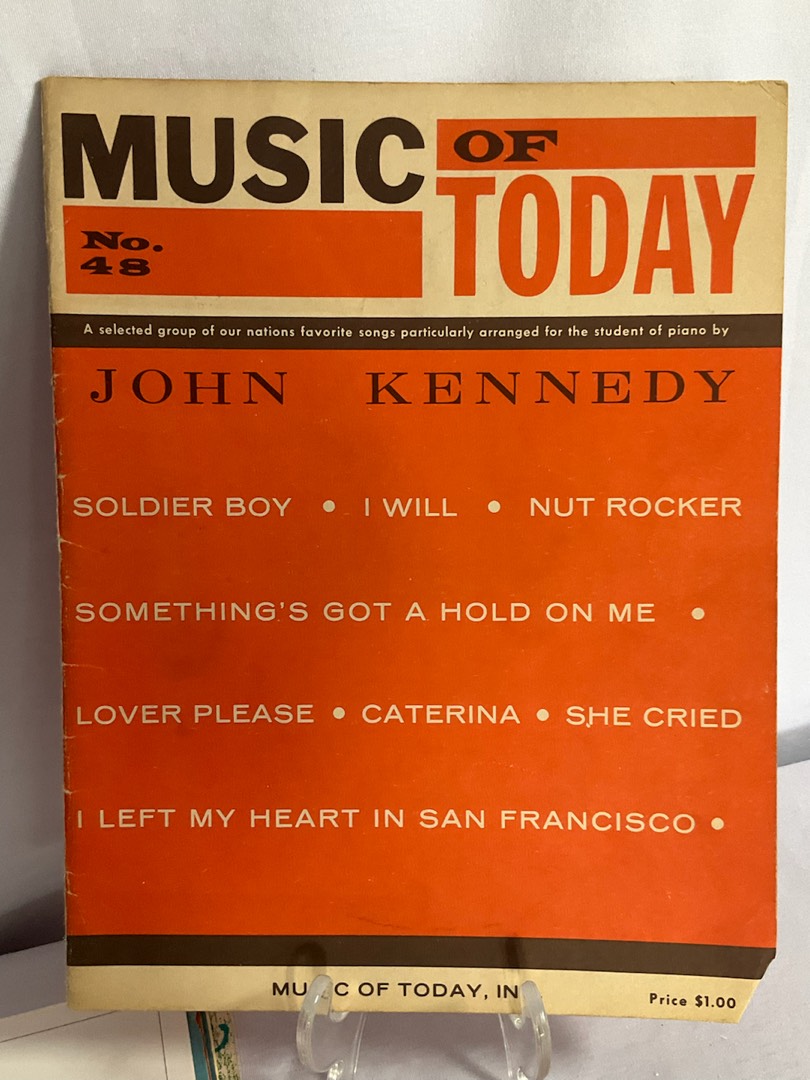 MUSIC OF
No. TODAY
48
A selected group of our nations favorite songs particularly arranged for the student of piano by
JOHN KENNEDY
SOLDIER BOY • I WILL • NUT ROCKER
SOMETHING'S GOT A HOLD ON ME •
LOVER PLEASE • CATERINA • SHE CRIED
I LEFT MY HEART IN SAN FRANCISCO •
MUSIC OF TODAY, IN
Price $1.00